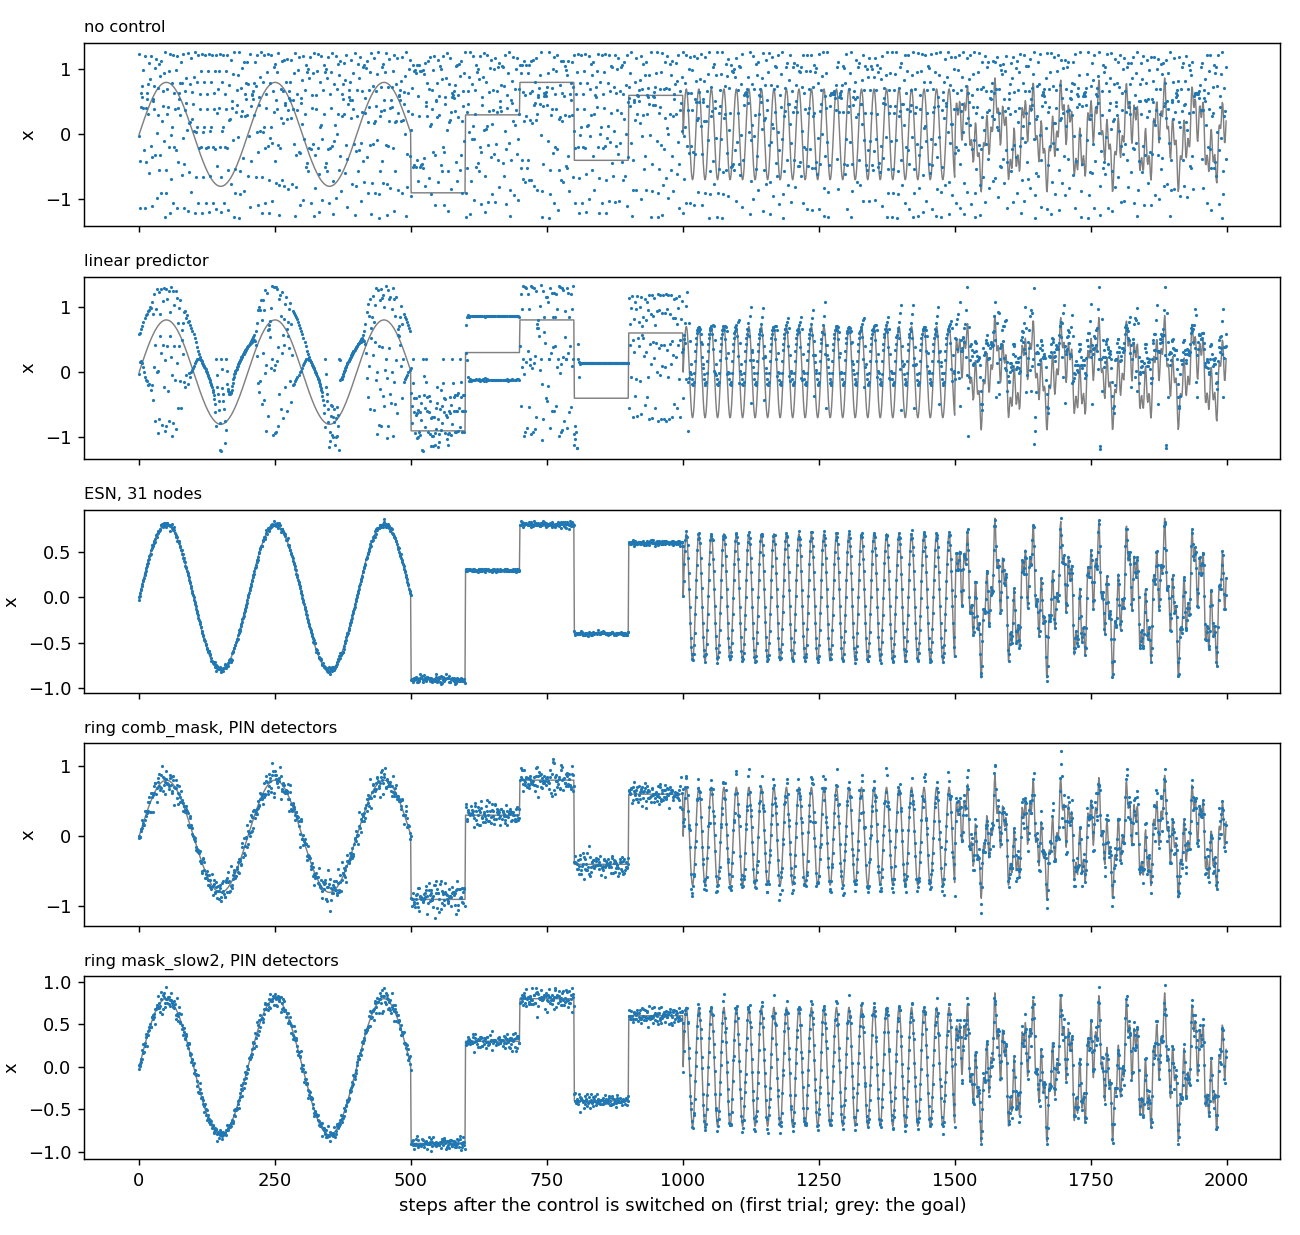 no control
1
0
−1
x
linear predictor
1
0
−1
x
ESN, 31 nodes
0.5
0.0
−0.5
−1.0
x
ring comb_mask, PIN detectors
1
0
−1
x
ring mask_slow2, PIN detectors
1.0
0.5
0.0
−0.5
−1.0
x
0 250 500 750 1000 1250 1500 1750 2000
steps after the control is switched on (first trial; grey: the goal)